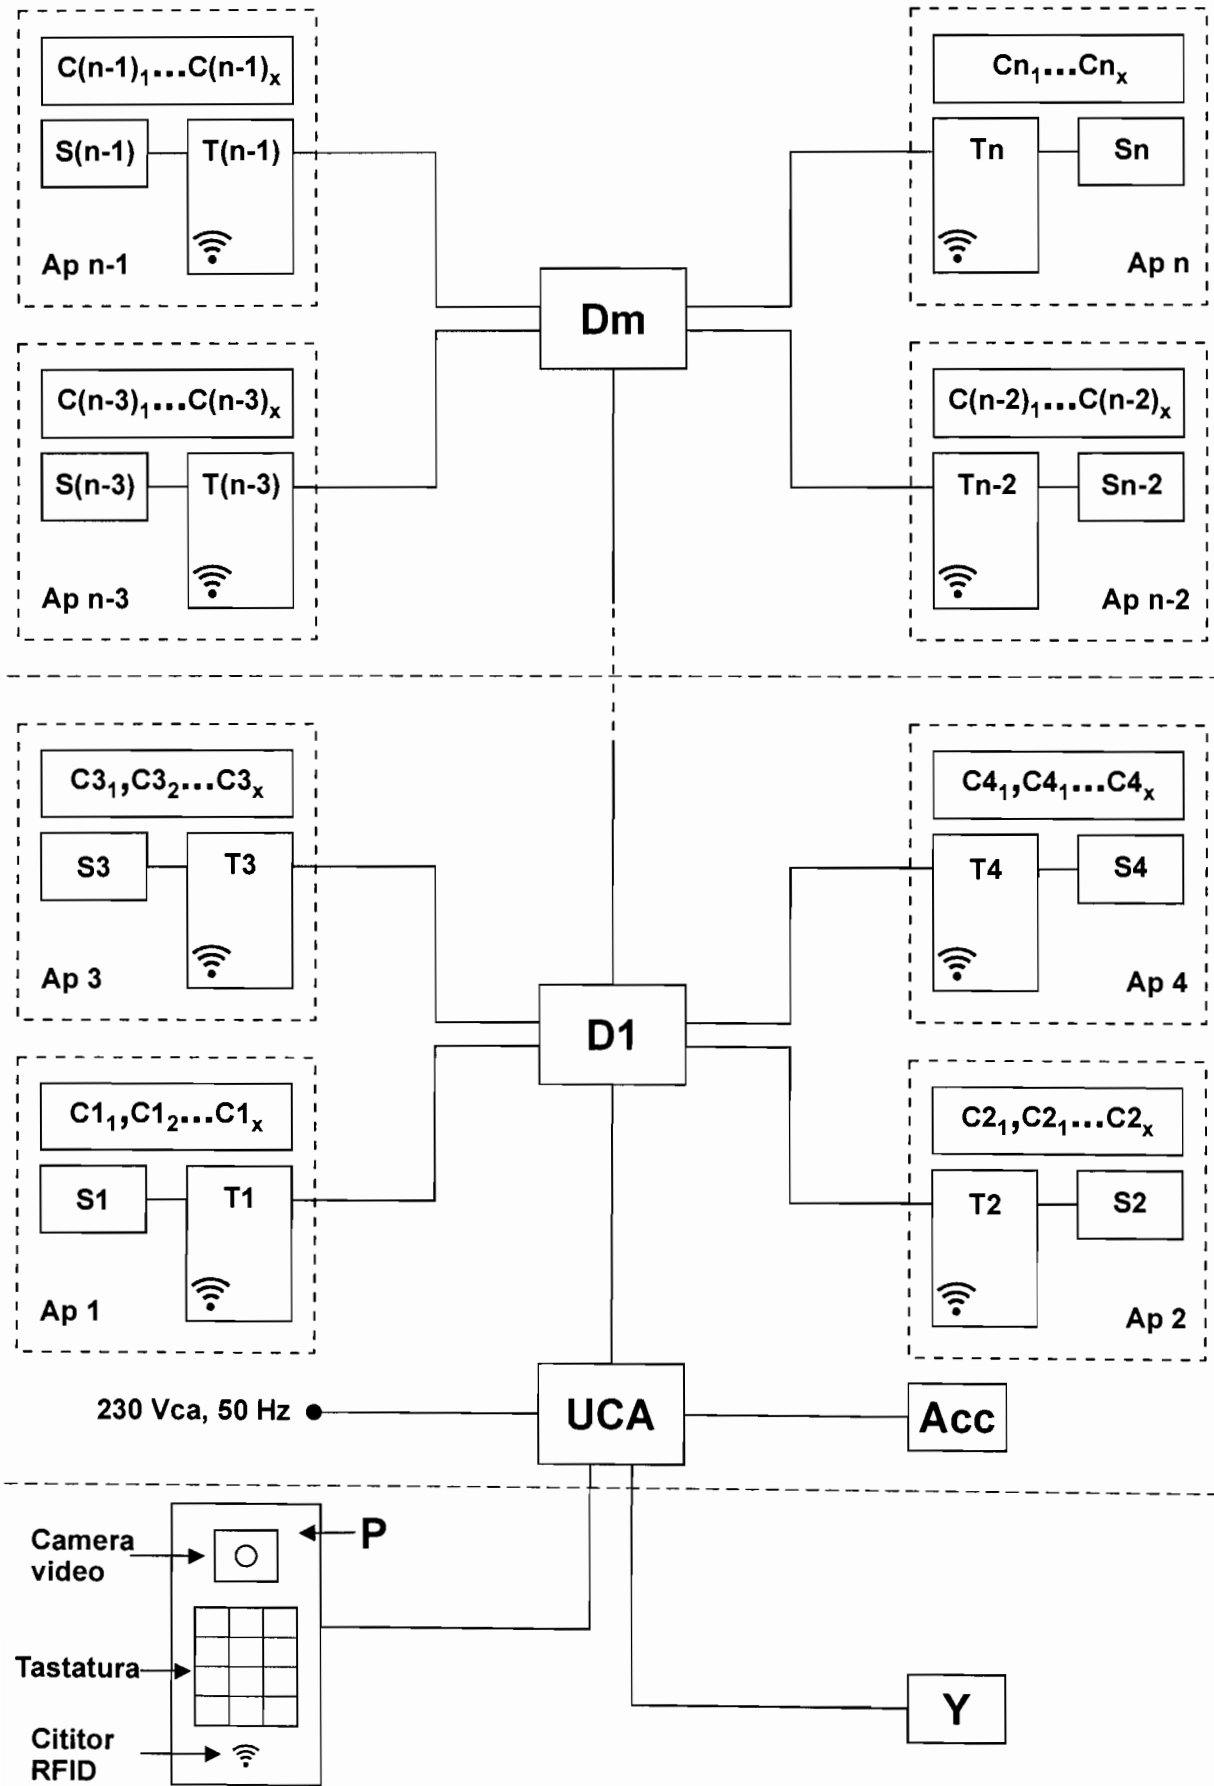 C(n-1)₁...C(n-1)ₓ
S(n-1)
T(n-1)
Ap n-1
Cn₁...Cnₓ
Tn
Sn
Ap n
Dm
C(n-3)₁...C(n-3)ₓ
S(n-3)
T(n-3)
Ap n-3
C(n-2)₁...C(n-2)ₓ
Tn-2
Sn-2
Ap n-2
C3₁,C3₂...C3ₓ
S3
T3
Ap 3
C4₁,C4₁...C4ₓ
T4
S4
Ap 4
D1
C1₁,C1₂...C1ₓ
S1
T1
Ap 1
C2₁,C2₁...C2ₓ
T2
S2
Ap 2
230 Vca, 50 Hz
UCA
Acc
P
Camera
video
Tastatura
Cititor
RFID
Y